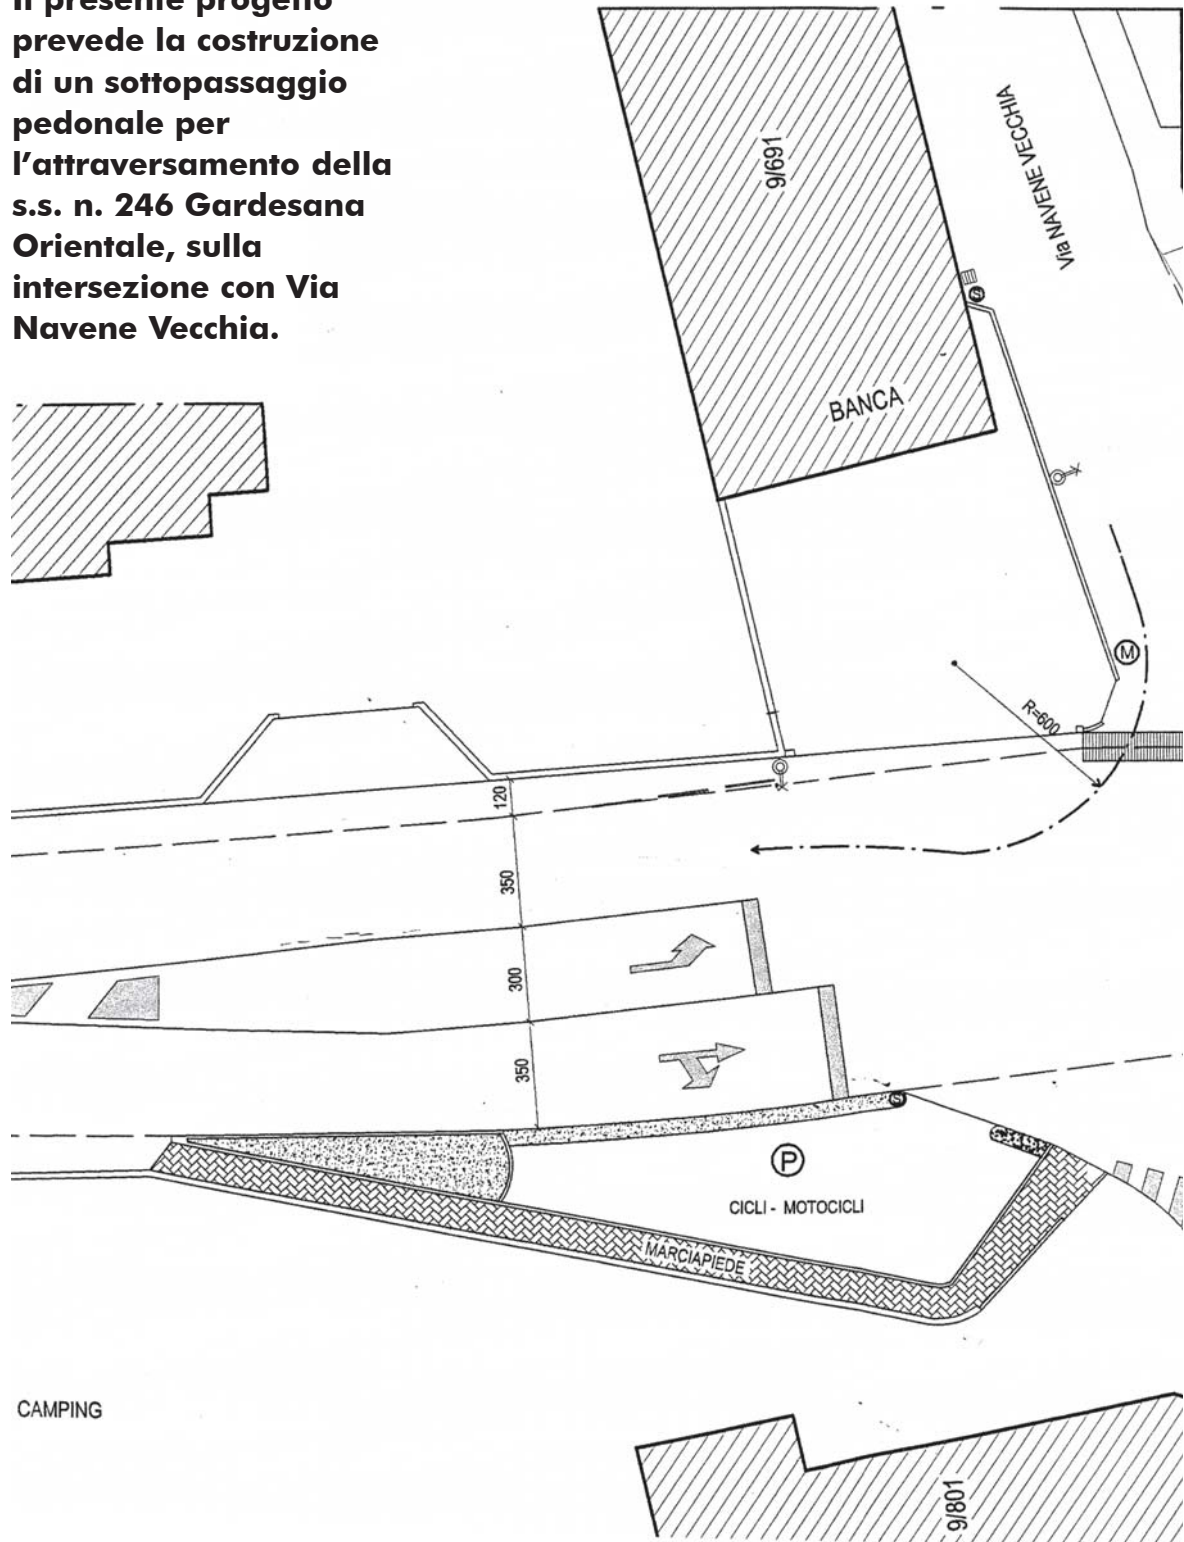 Il presente progetto
prevede la costruzione
di un sottopassaggio
pedonale per
l'attraversamento della
s.s. n. 246 Gardesana
Orientale, sulla
intersezione con Via
Navene Vecchia.
9/691
Via NAVENE VECCHIA
S
BANCA
M
R=600
120
350
300
350
S
P
CICLI - MOTOCICLI
MARCIAPIEDE
CAMPING
9/801